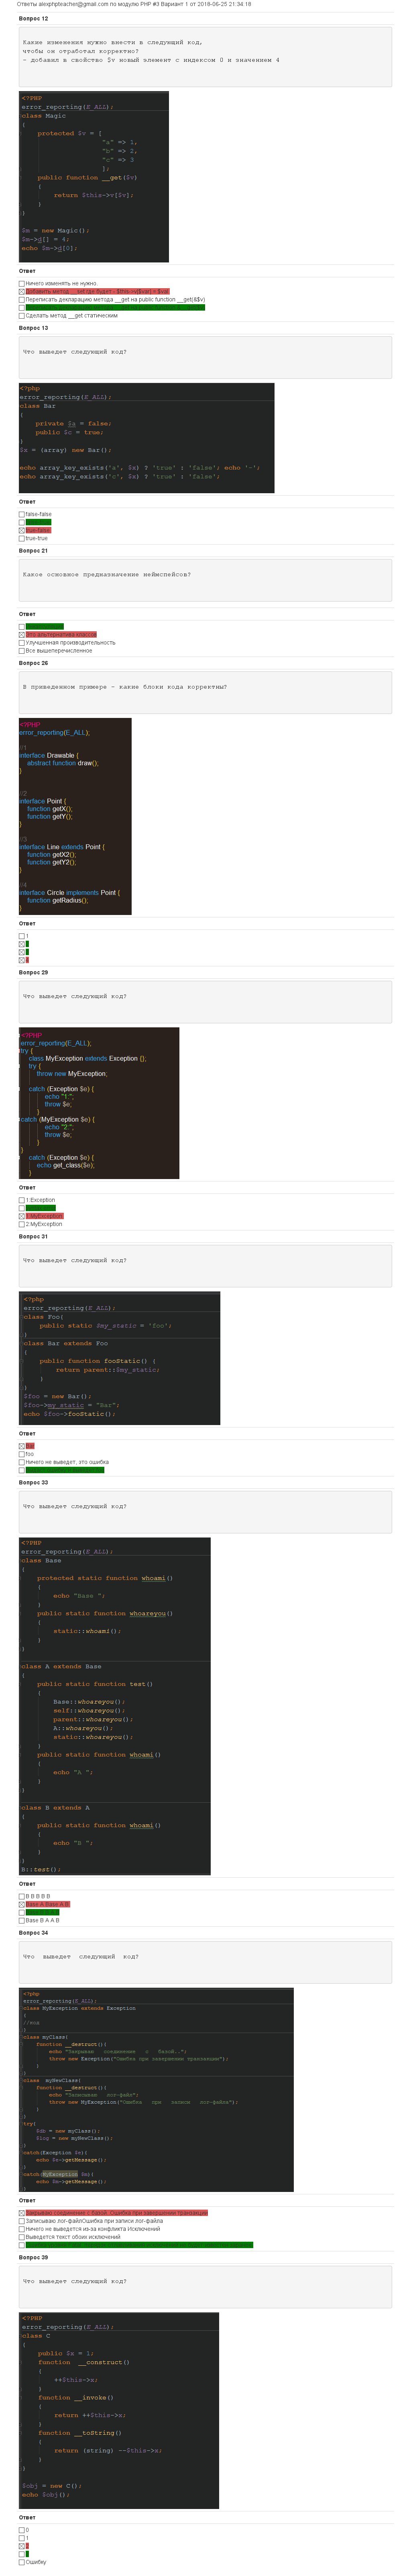 Ответы alexphpteacher@gmail.com по модулю PHP #3 Вариант 1 от 2018-06-25 21:34:18
Вопрос 12
Какие изменения нужно внести в следующий код,
чтобы он отработал корректно?
- добавил в свойство $v новый элемент с индексом 0 и значением 4
<?PHP
error_reporting(E_ALL);
class Magic
{
protected $v = [
"a" => 1,
"b" => 2,
"c" => 3
];
public function __get($v)
{
return $this->v[$v];
}
}
$m = new Magic();
$m->d[] = 4;
echo $m->d[0];
Ответ
Ничего изменять не нужно.
Добавить метод __set где будет - $this->v[$var] = $val
Переписать декларацию метода __get на public function __get(&$v)
Сделать метод __get статическим
Вопрос 13
Что выведет следующий код?
<?php
error_reporting(E_ALL);
class Bar
{
private $a = false;
public $c = true;
}
$x = (array) new Bar();
echo array_key_exists('a', $x) ? 'true' : 'false'; echo '-';
echo array_key_exists('c', $x) ? 'true' : 'false';
Ответ
false-false
true-false
true-true
Вопрос 21
Какое основное предназначение неймспейсов?
Ответ
Это альтернатива классов
Улучшенная производительность
Все вышеперечисленное
Вопрос 26
В приведенном примере - какие блоки кода корректны?
<?PHP
error_reporting(E_ALL);
//1
interface Drawable {
abstract function draw();
}
//2
interface Point {
function getX();
function getY();
}
//3
interface Line extends Point {
function getX2();
function getY2();
}
//4
interface Circle implements Point {
function getRadius();
}
Ответ
1
4
Вопрос 29
Что выведет следующий код?
<?PHP
error_reporting(E_ALL);
try {
class MyException extends Exception {};
try {
throw new MyException;
}
catch (Exception $e) {
echo "1:";
throw $e;
}
catch (MyException $e) {
echo "2:";
throw $e;
}
}
catch (Exception $e) {
echo get_class($e);
}
Ответ
1:Exception
1:MyException
2:MyException
Вопрос 31
Что выведет следующий код?
<?php
error_reporting(E_ALL);
class Foo{
public static $my_static = 'foo';
}
class Bar extends Foo
{
public function fooStatic() {
return parent::$my_static;
}
}
$foo = new Bar();
$foo->my_static = "Bar";
echo $foo->fooStatic();
Ответ
Bar
foo
Ничего не выведет, это ошибка
Вопрос 33
Что выведет следующий код?
<?PHP
error_reporting(E_ALL);
class Base
{
protected static function whoami()
{
echo "Base ";
}
public static function whoareyou()
{
static::whoami();
}
}
class A extends Base
{
public static function test()
{
Base::whoareyou();
self::whoareyou();
parent::whoareyou();
A::whoareyou();
static::whoareyou();
}
public static function whoami()
{
echo "A ";
}
}
class B extends A
{
public static function whoami()
{
echo "B ";
}
}
B::test();
Ответ
B B B B B
Base A Base A B
Base B A A B
Вопрос 34
Что выведет следующий код?
<?php
error_reporting(E_ALL);
class MyException extends Exception
{
//код
}
class myClass{
function __destruct(){
echo "Закрываю соединение с базой..";
throw new Exception("Ошибка при завершении транзакции");
}
}
class myNewClass{
function __destruct(){
echo "Записываю лог-файл";
throw new MyException("Ошибка при записи лог-файла");
}
}
try{
$db = new myClass();
$log = new myNewClass();
}
catch(Exception $e){
echo $e->getMessage();
}
catch(MyException $m){
echo $m->getMessage();
}
Ответ
Закрываю соединение с базой..Ошибка при завершении транзакции
Записываю лог-файлОшибка при записи лог-файла
Ничего не выведется из-за конфликта Исключений
Выведется текст обоих исключений
Вопрос 39
Что выведет следующий код?
<?PHP
error_reporting(E_ALL);
class C
{
public $x = 1;
function __construct()
{
++$this->x;
}
function __invoke()
{
return ++$this->x;
}
function __toString()
{
return (string) --$this->x;
}
}
$obj = new C();
echo $obj();
Ответ
0
1
Ошибку